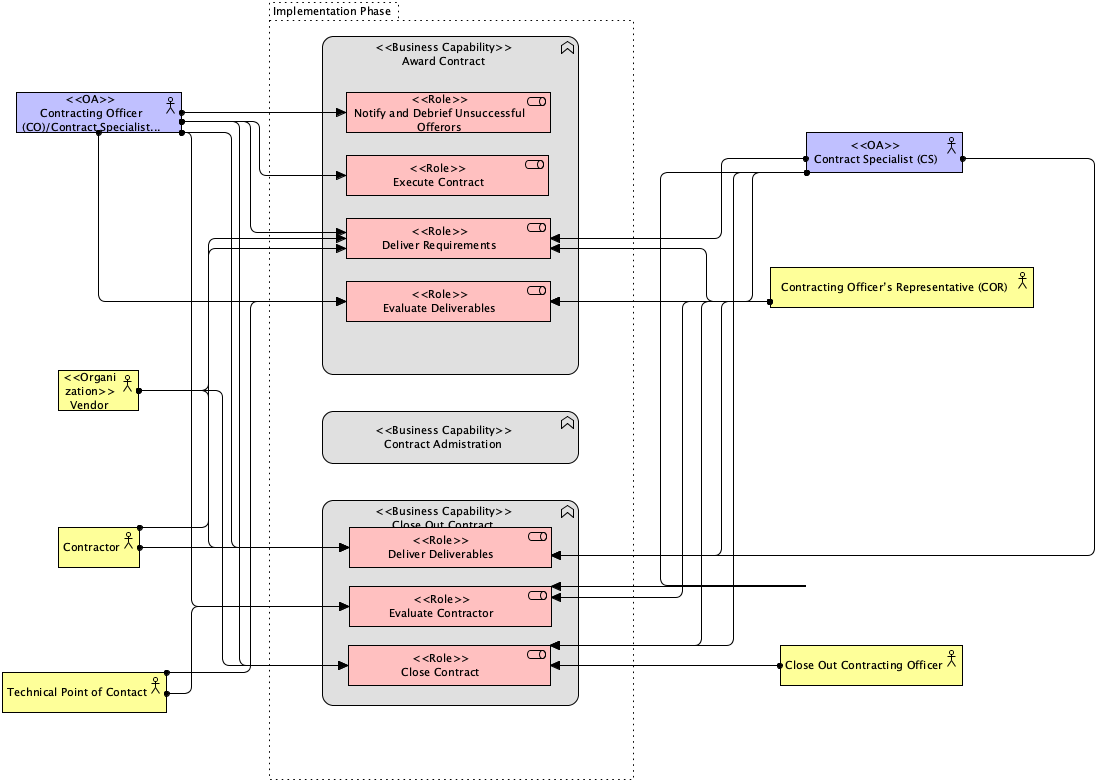 Implementation Phase
<<Business Capability>>
Award Contract
<<OA>>
Contracting Officer
(CO)/Contract Specialist...
<<Role>>
Notify and Debrief Unsuccessful
Offerors
<<Role>>
Execute Contract
<<OA>>
Contract Specialist (CS)
<<Role>>
Deliver Requirements
Contracting Officer's Representative (COR)
<<Role>>
Evaluate Deliverables
<<Organi
zation>>
Vendor
<<Business Capability>>
Contract Admistration
<<Business Capability>>
Close Out Contract
Contractor
<<Role>>
Deliver Deliverables
<<Role>>
Evaluate Contractor
<<Role>>
Close Contract
Close Out Contracting Officer
Technical Point of Contact